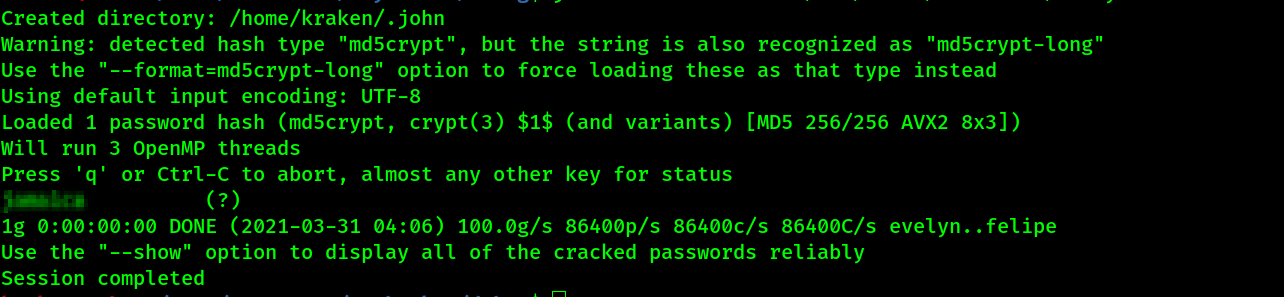 Created directory: /home/kraken/.john
Warning: detected hash type "md5crypt", but the string is also recognized as "md5crypt-long"
Use the "--format=md5crypt-long" option to force loading these as that type instead
Using default input encoding: UTF-8
Loaded 1 password hash (md5crypt, crypt(3) $1$ (and variants) [MD5 256/256 AVX2 8x3])
Will run 3 OpenMP threads
Press 'q' or Ctrl-C to abort, almost any other key for status
(?)
1g 0:00:00:00 DONE (2021-03-31 04:06) 100.0g/s 86400p/s 86400c/s 86400C/s evelyn..felipe
Use the "--show" option to display all of the cracked passwords reliably
Session completed